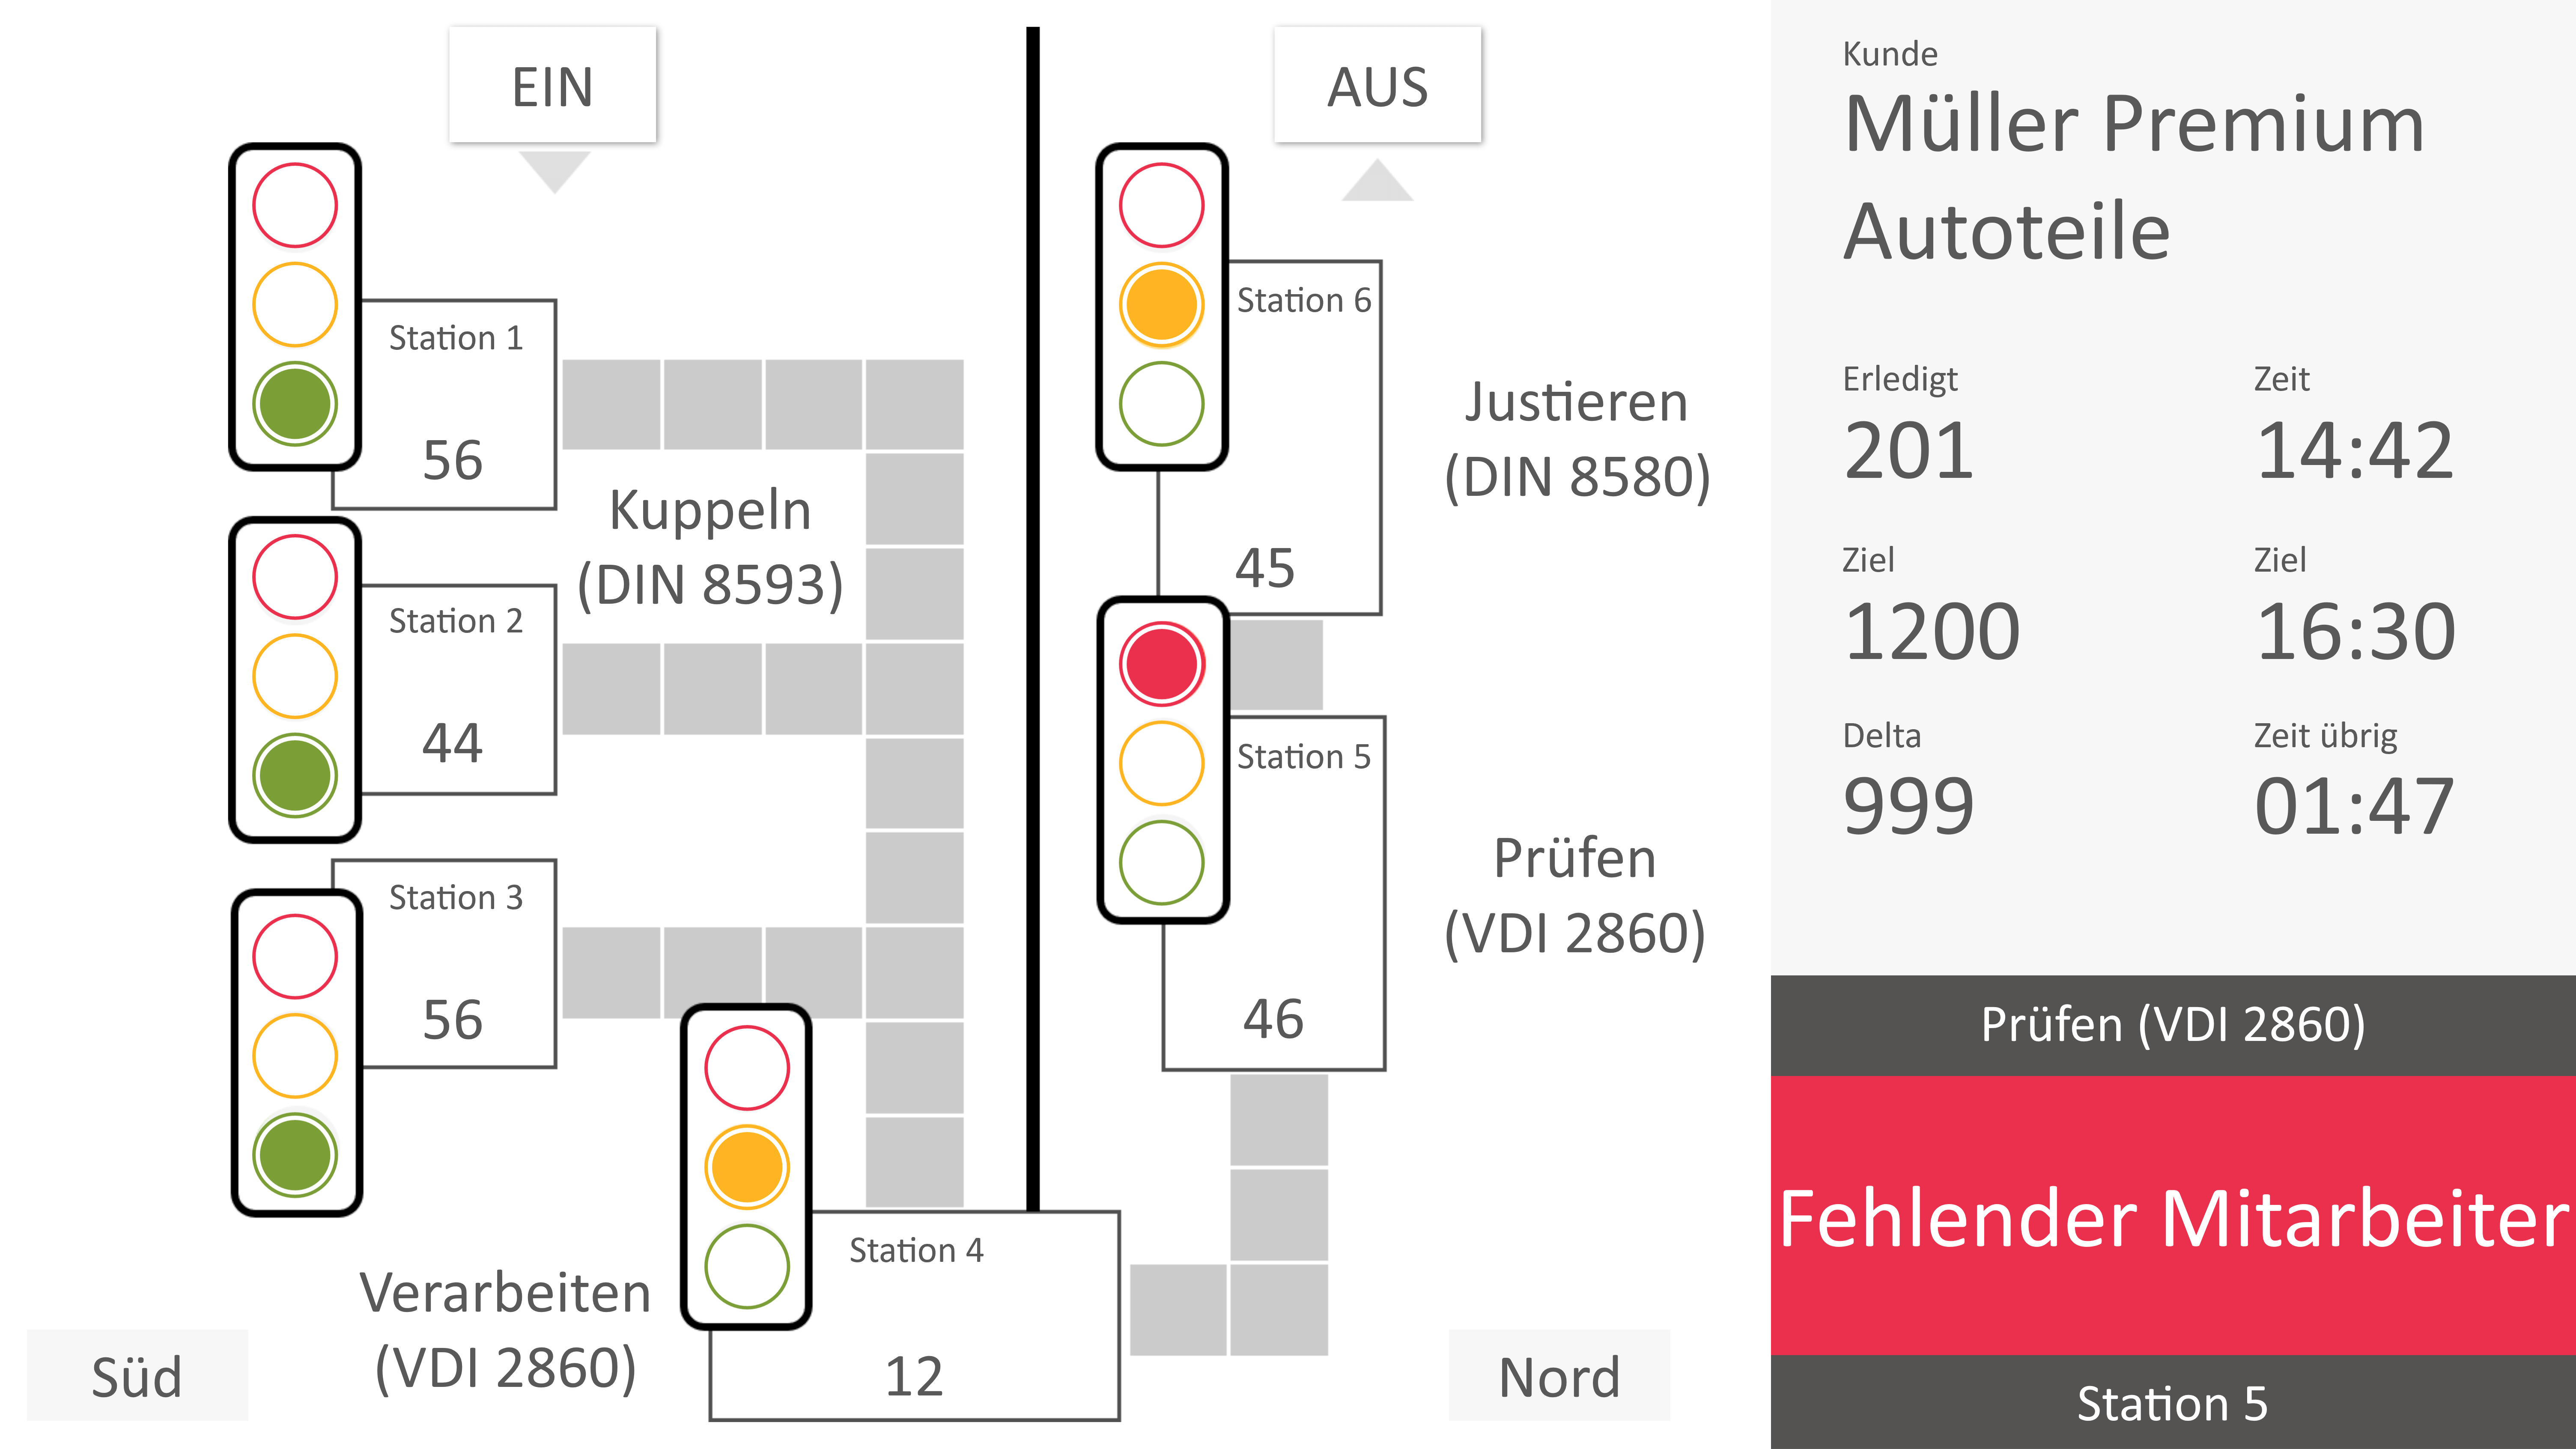 EIN
Station 1
56
Kuppeln
(DIN 8593)
Station 2
44
Station 3
56
Verarbeiten
(VDI 2860)
Station 4
12
Süd
AUS
Station 6
45
Justieren
(DIN 8580)
Station 5
46
Prüfen
(VDI 2860)
Nord
Kunde
Müller Premium
Autoteile
Erledigt
201
Zeit
14:42
Ziel
1200
Ziel
16:30
Delta
999
Zeit übrig
01:47
Prüfen (VDI 2860)
Fehlender Mitarbeiter
Station 5